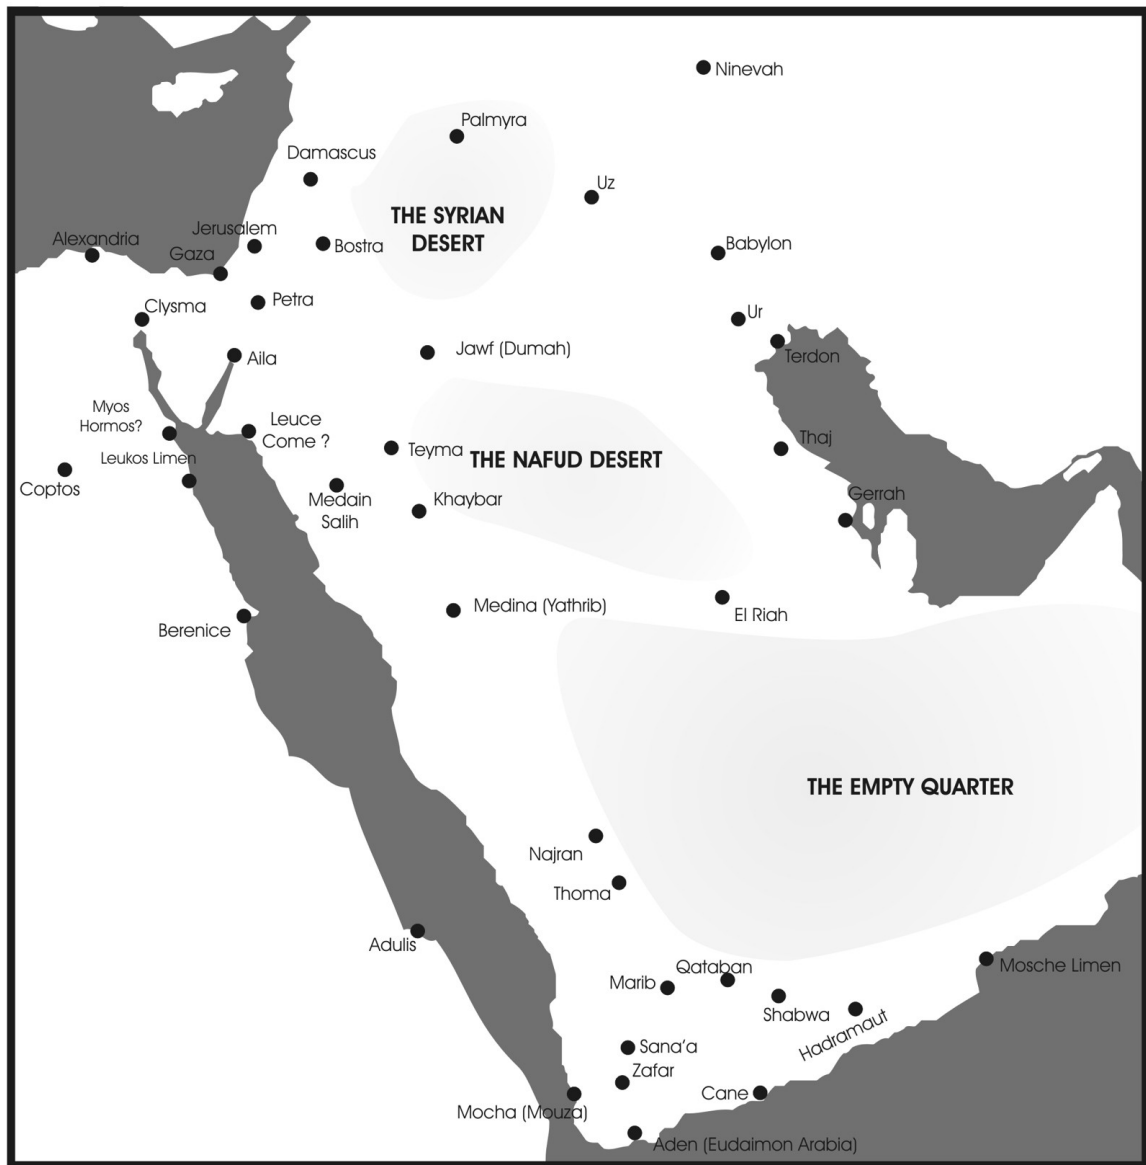 Ninevah
Palmyra
Damascus
Uz
THE SYRIAN
DESERT
Jerusalem
Alexandria
Bostra
Babylon
Gaza
Petra
Clysma
Ur
Jawf (Dumah)
Terdon
Aila
Myos
Hormos?
Leuce
Come ?
Teyma
THE NAFUD DESERT
Thaj
Leukos Limen
Coptos
Medain
Salih
Khaybar
Gerrah
Medina (Yathrib)
El Riah
Berenice
THE EMPTY QUARTER
Najran
Thoma
Adulis
Qataban
Mosche Limen
Marib
Shabwa
Hadramaut
Sana'a
Zafar
Cane
Mocha (Mouza)
Aden (Eudaimon Arabia)